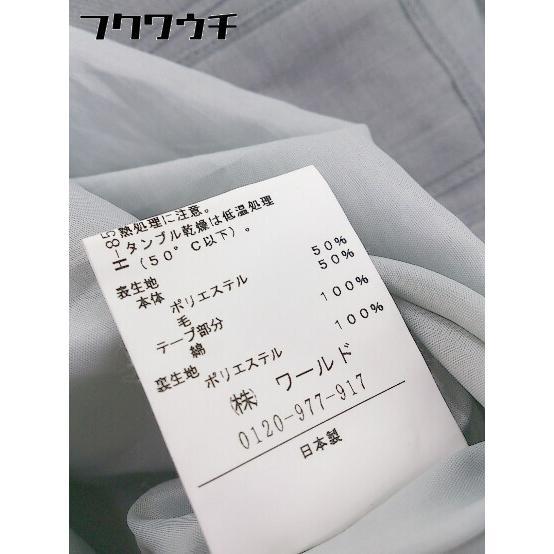 フクワウチ
熱処理に注意。
H-85
-タンブル乾燥は低温処理
(50°C以下)。
表生地
本体
ポリエステル 50%
毛 50%
テープ部分
綿 100%
裏生地
ポリエステル 100%
㈱ ワールド
0120-977-917
日本製